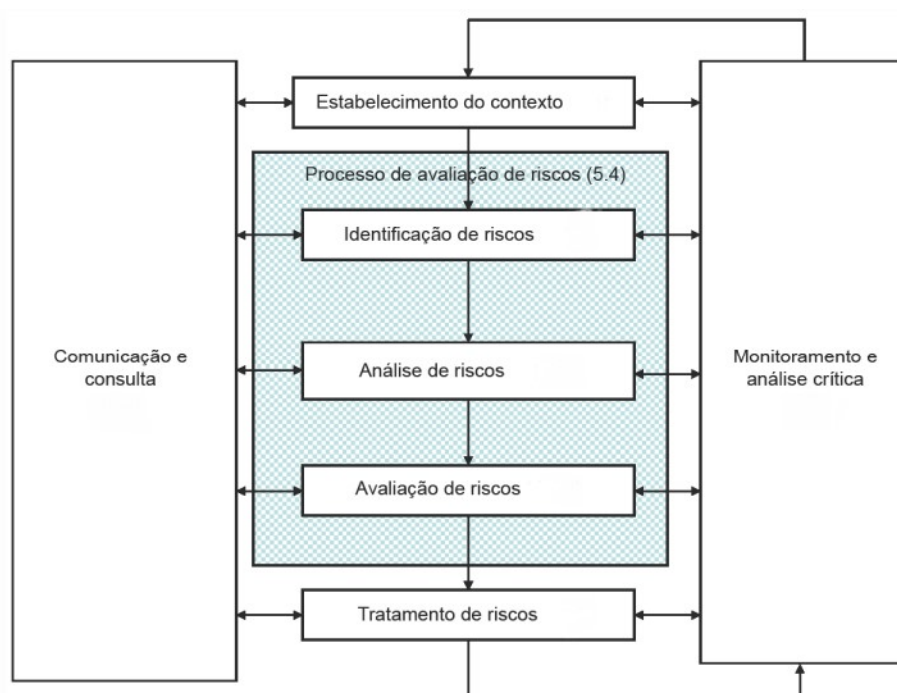 Estabelecimento do contexto
Processo de avaliação de riscos (5.4)
Identificação de riscos
Comunicação e
consulta
Análise de riscos
Monitoramento e
análise crítica
Avaliação de riscos
Tratamento de riscos